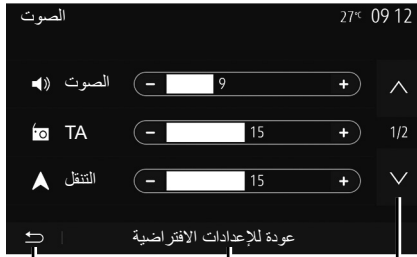 الصوت 27°C 09 12
الصوت - 9 +
TA - 15 + 1/2
التنقل - 15 +
عودة للإعدادات الافتراضية